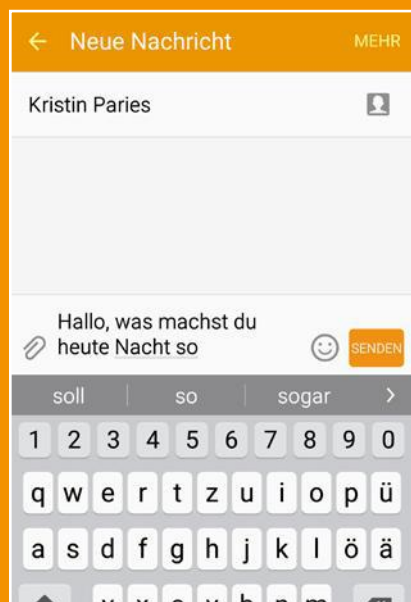 Neue Nachricht MEHR
Kristin Paries
Hallo, was machst du
heute Nacht so
SENDEN
soll so sogar >
1 2 3 4 5 6 7 8 9 0
q w e r t z u i o p ü
a s d f g h j k l ö ä
y x c v b n m